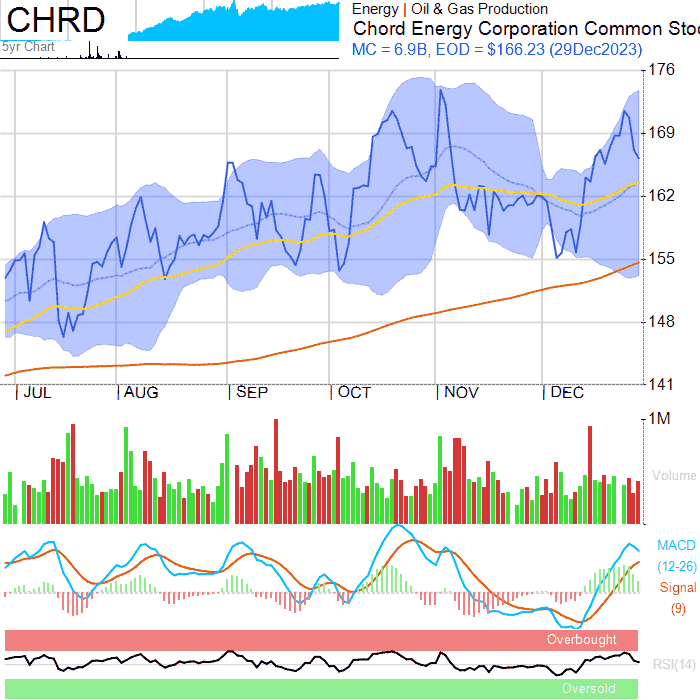 CHRD
5yr Chart
Energy | Oil & Gas Production
Chord Energy Corporation Common Sto
MC = 6.9B, EOD = $166.23 (29Dec2023)
176
169
162
155
148
141
JUL AUG SEP OCT NOV DEC
1M
Volume
MACD
(12-26)
Signal
(9)
Overbought
RSI(14)
Oversold